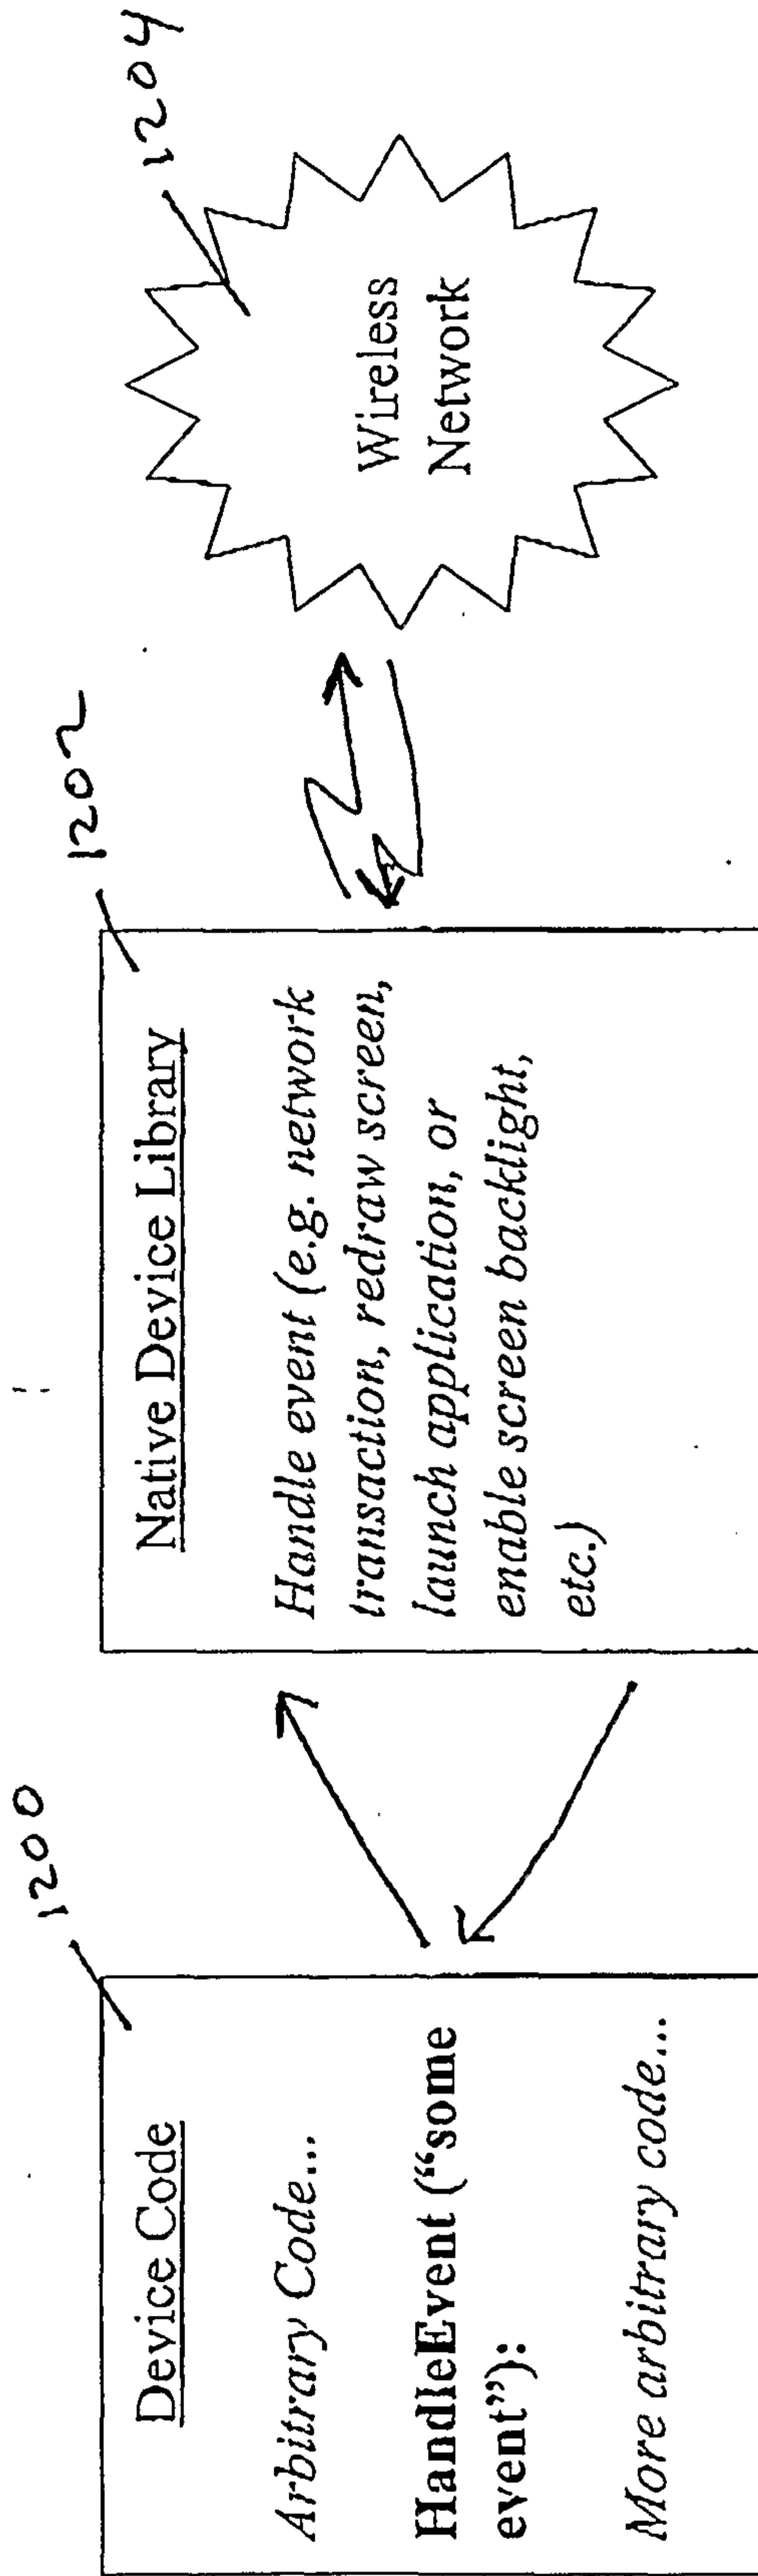 1200
Device Code
Arbitrary Code...
HandleEvent (“some
event”):
More arbitrary code...
1202
Native Device Library
Handle event (e.g. network
transaction, redraw screen,
launch application, or
enable screen backlight,
etc.)
1204
Wireless
Network